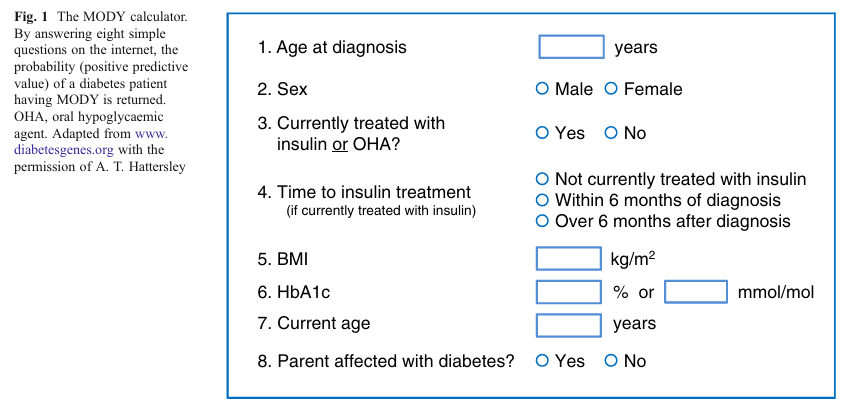 Fig. 1 The MODY calculator.
By answering eight simple
questions on the internet, the
probability (positive predictive
value) of a diabetes patient
having MODY is returned.
OHA, oral hypoglycaemic
agent. Adapted from www.
diabetesgenes.org with the
permission of A. T. Hattersley
1. Age at diagnosis years
2. Sex Male Female
3. Currently treated with
insulin or OHA? Yes No
4. Time to insulin treatment
(if currently treated with insulin)
Not currently treated with insulin
Within 6 months of diagnosis
Over 6 months after diagnosis
5. BMI kg/m²
6. HbA1c % or mmol/mol
7. Current age years
8. Parent affected with diabetes? Yes No